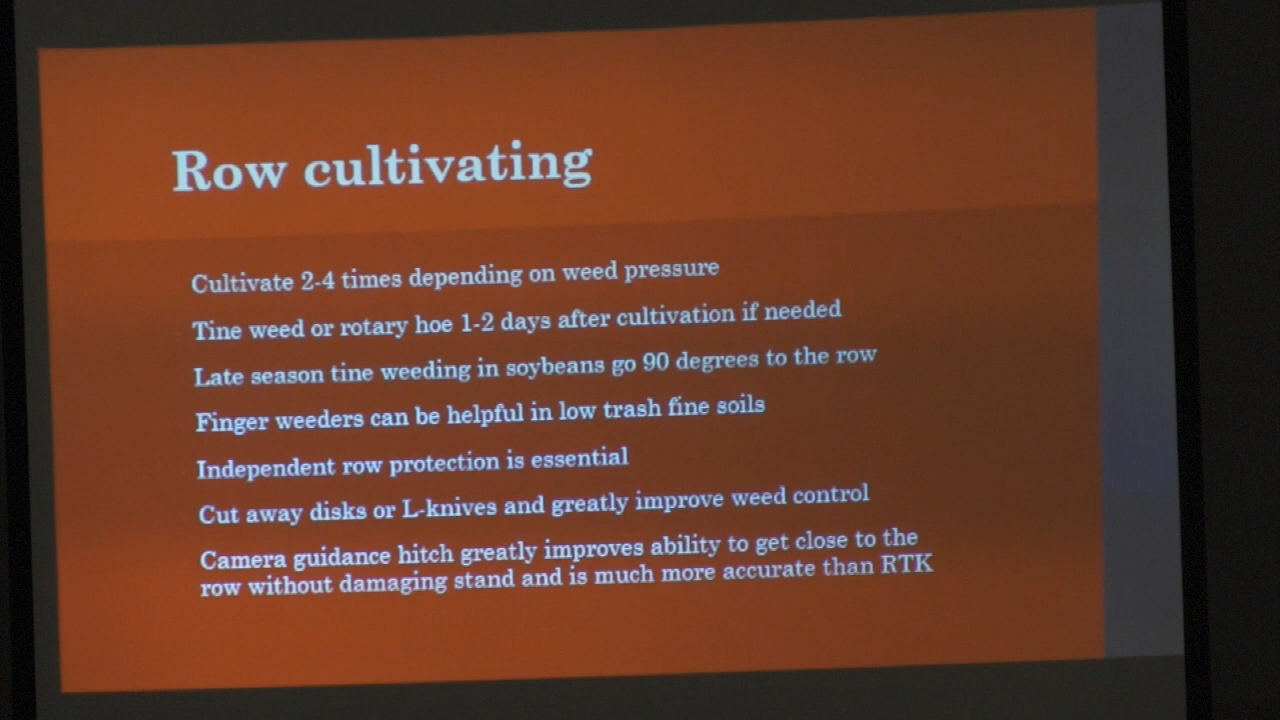 Row cultivating
Cultivate 2-4 times depending on weed pressure
Tine weed or rotary hoe 1-2 days after cultivation if needed
Late season tine weeding in soybeans go 90 degrees to the row
Finger weeders can be helpful in low trash fine soils
Independent row protection is essential
Cut away disks or L-knives and greatly improve weed control
Camera guidance hitch greatly improves ability to get close to the
row without damaging stand and is much more accurate than RTK